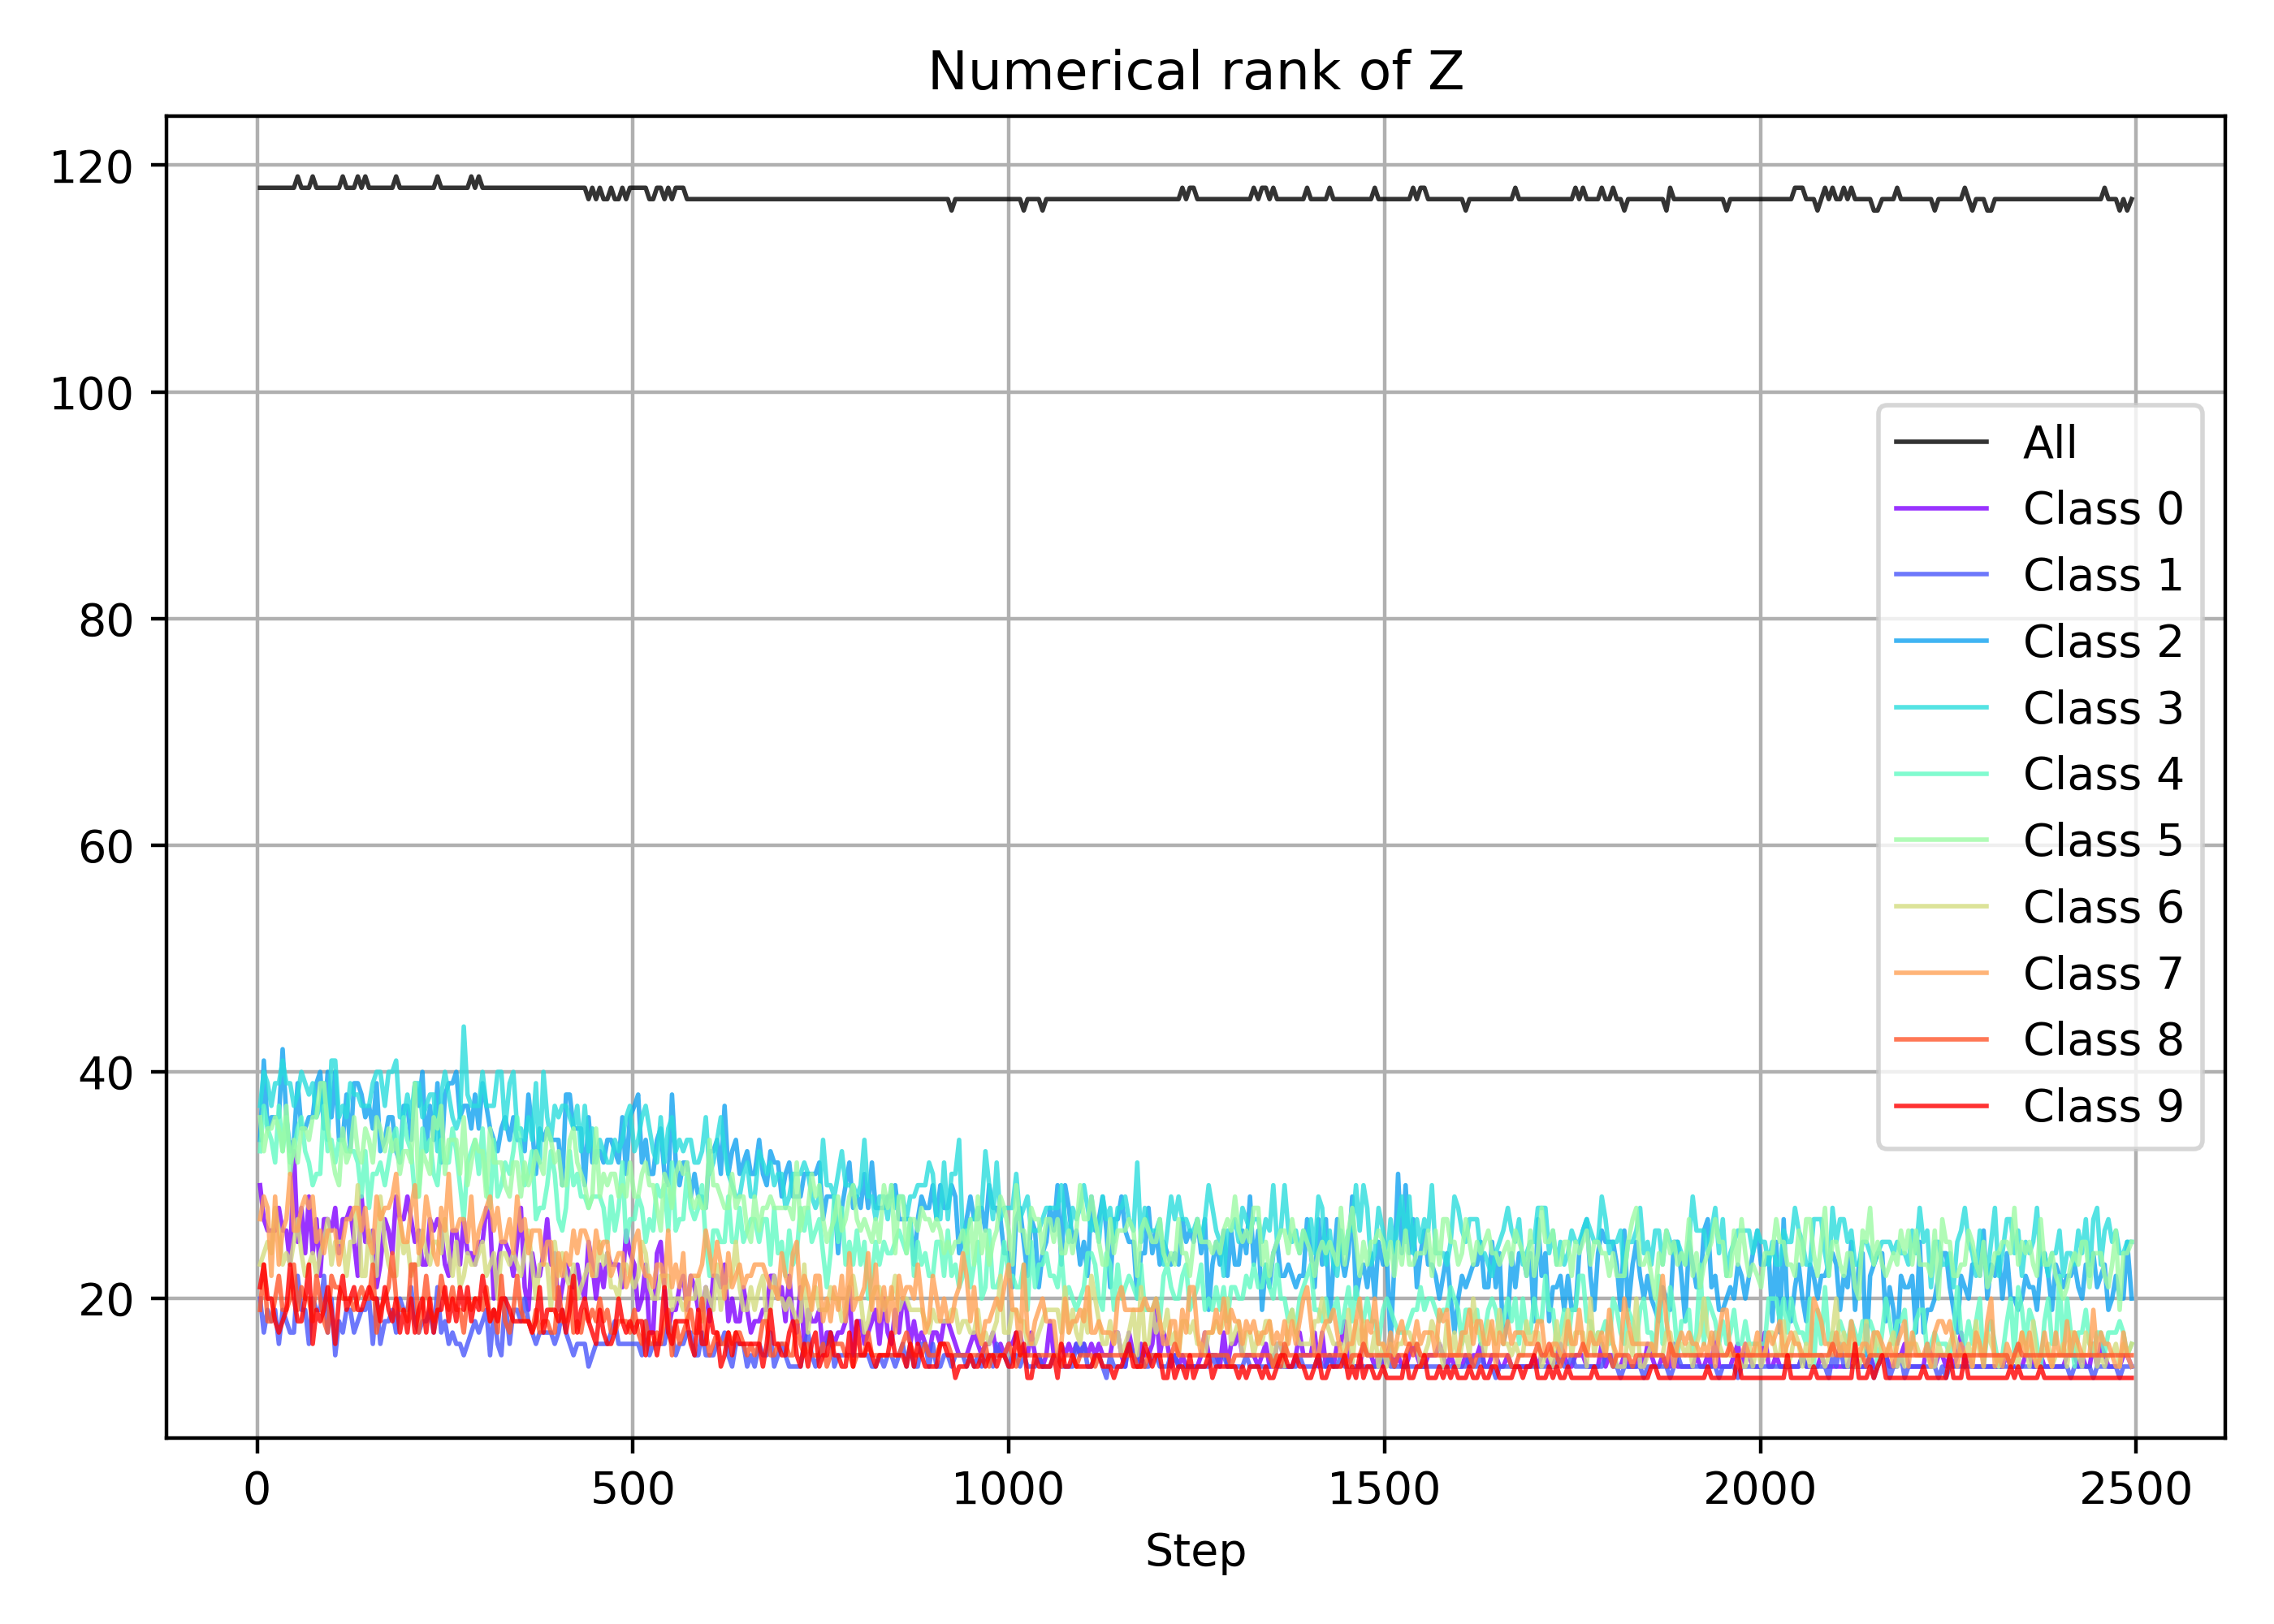 Numerical rank of Z
120
100
80
60
40
20
0
500
1000
1500
2000
2500
Step
All
Class 0
Class 1
Class 2
Class 3
Class 4
Class 5
Class 6
Class 7
Class 8
Class 9